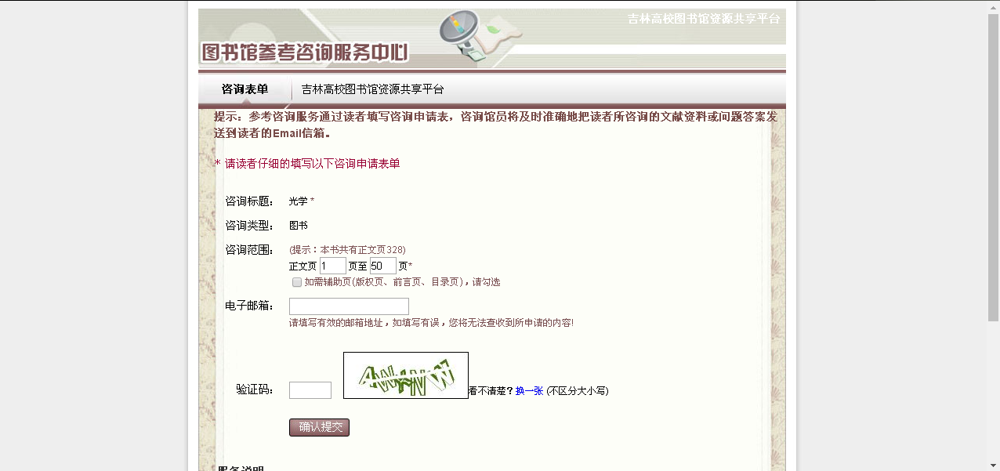 吉林高校图书馆资源共享平台
图书馆参考咨询服务中心
咨询表单 吉林高校图书馆资源共享平台
提示：参考咨询服务通过读者填写咨询申请表，咨询馆员将及时准确地把读者所咨询的文献资料或问题答案发
送到读者的Email信箱。
* 请读者仔细的填写以下咨询申请表单
咨询标题： 光学 *
咨询类型： 图书
咨询范围： (提示：本书共有正文页328)
正文页 1 页至 50 页*
如需辅助页(版权页、前言页、目录页)，请勾选
电子邮箱：
请填写有效的邮箱地址，如填写有误，您将无法查收到所申请的内容!
验证码： 看不清楚？换一张 (不区分大小写)
确认提交
服务说明